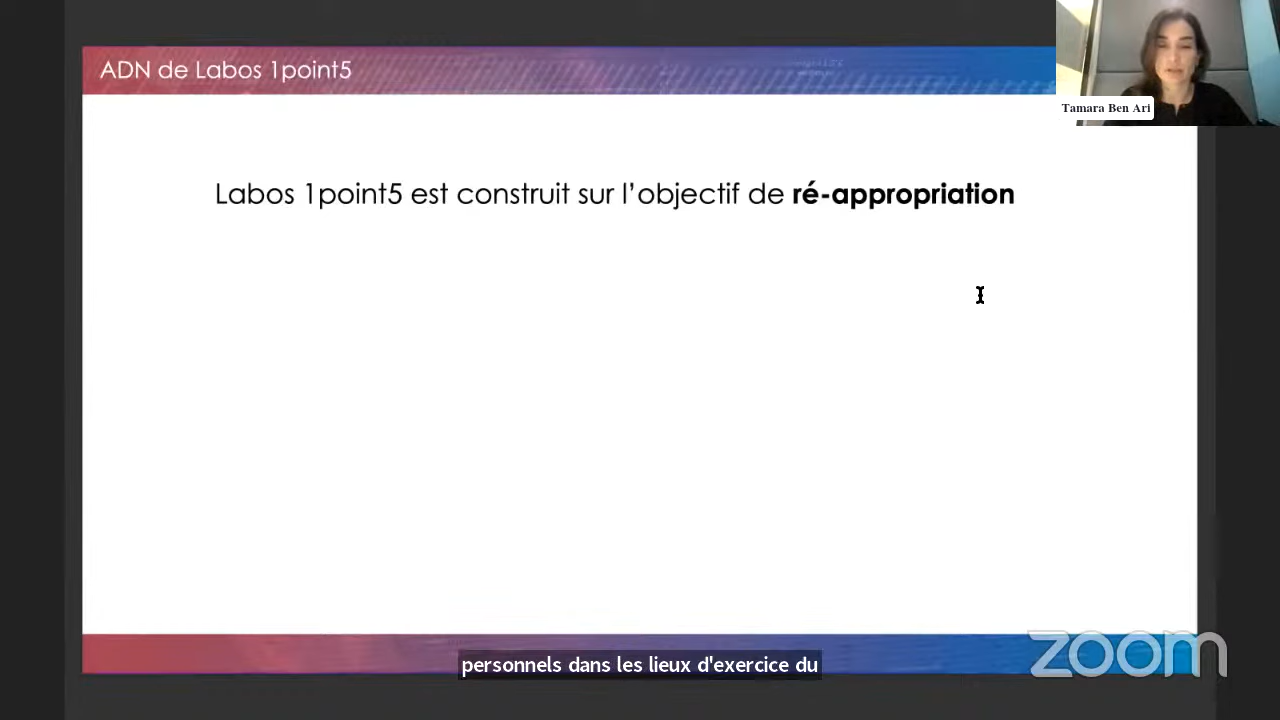 ADN de Labos 1point5
Tamara Ben Ari
Labos 1point5 est construit sur l'objectif de ré-appropriation
personnels dans les lieux d'exercice du
zoom